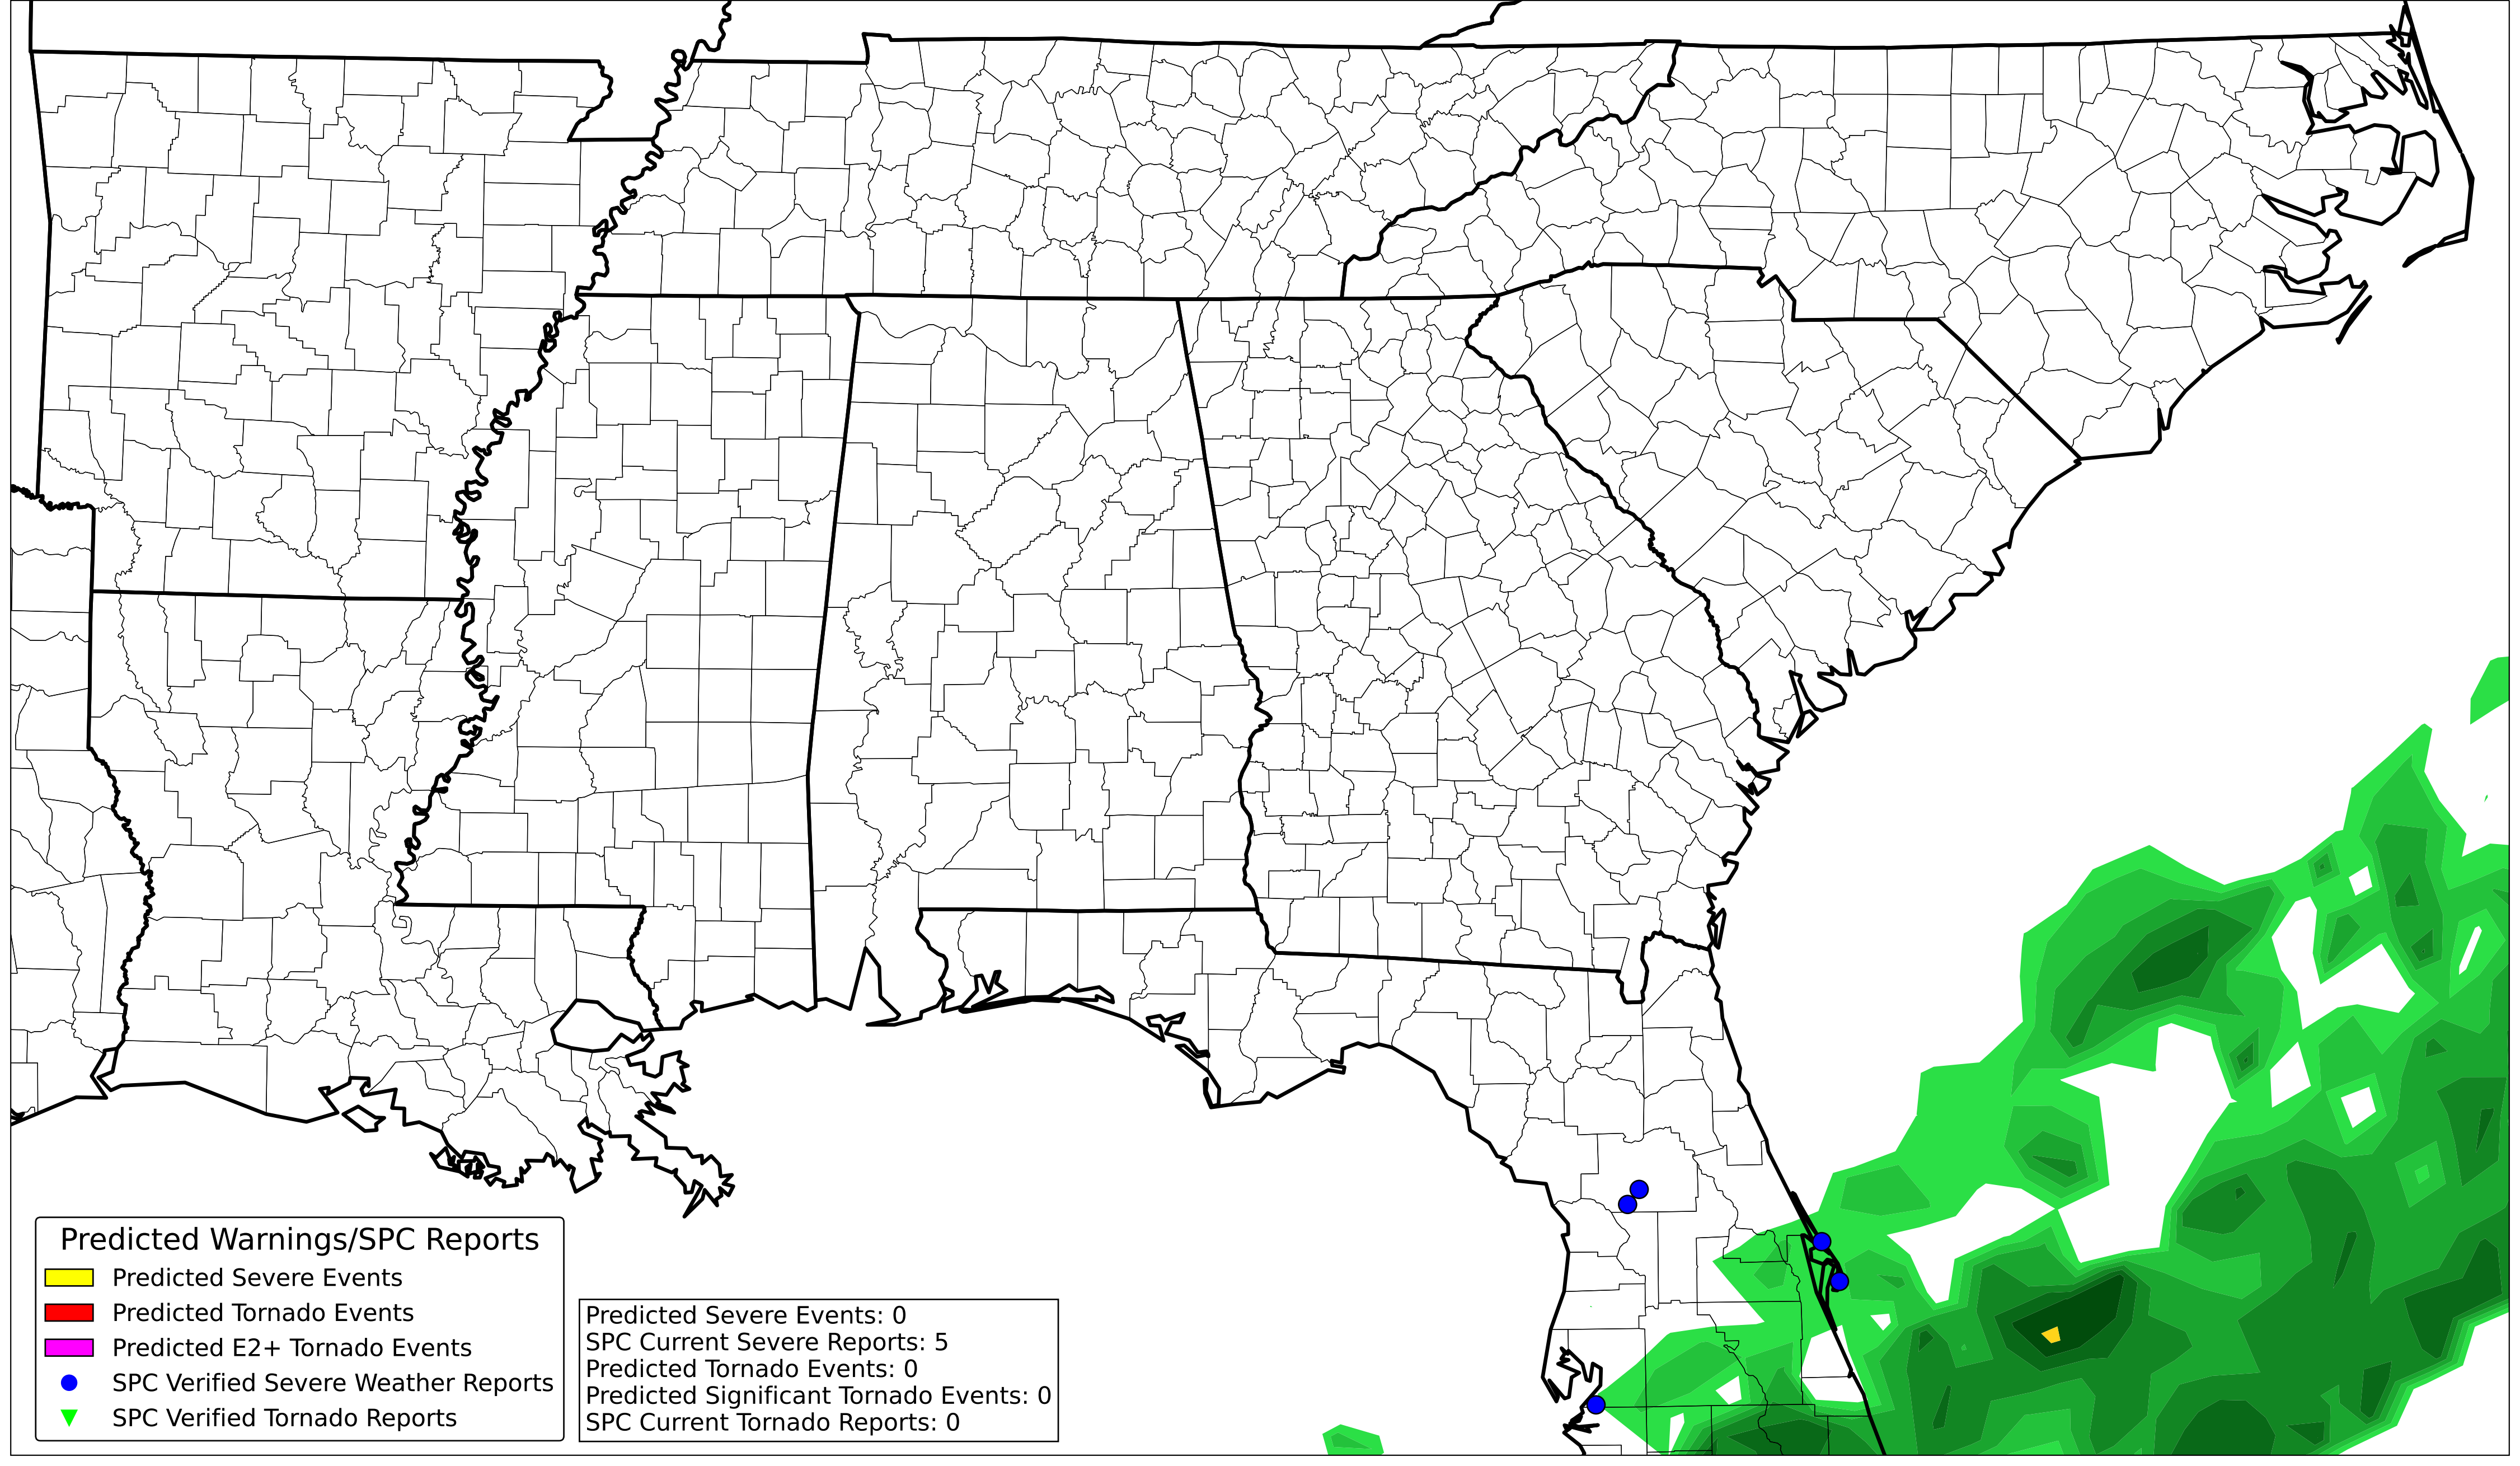 Predicted Warnings/SPC Reports
Predicted Severe Events
Predicted Tornado Events
Predicted E2+ Tornado Events
SPC Verified Severe Weather Reports
SPC Verified Tornado Reports
Predicted Severe Events: 0
SPC Current Severe Reports: 5
Predicted Tornado Events: 0
Predicted Significant Tornado Events: 0
SPC Current Tornado Reports: 0